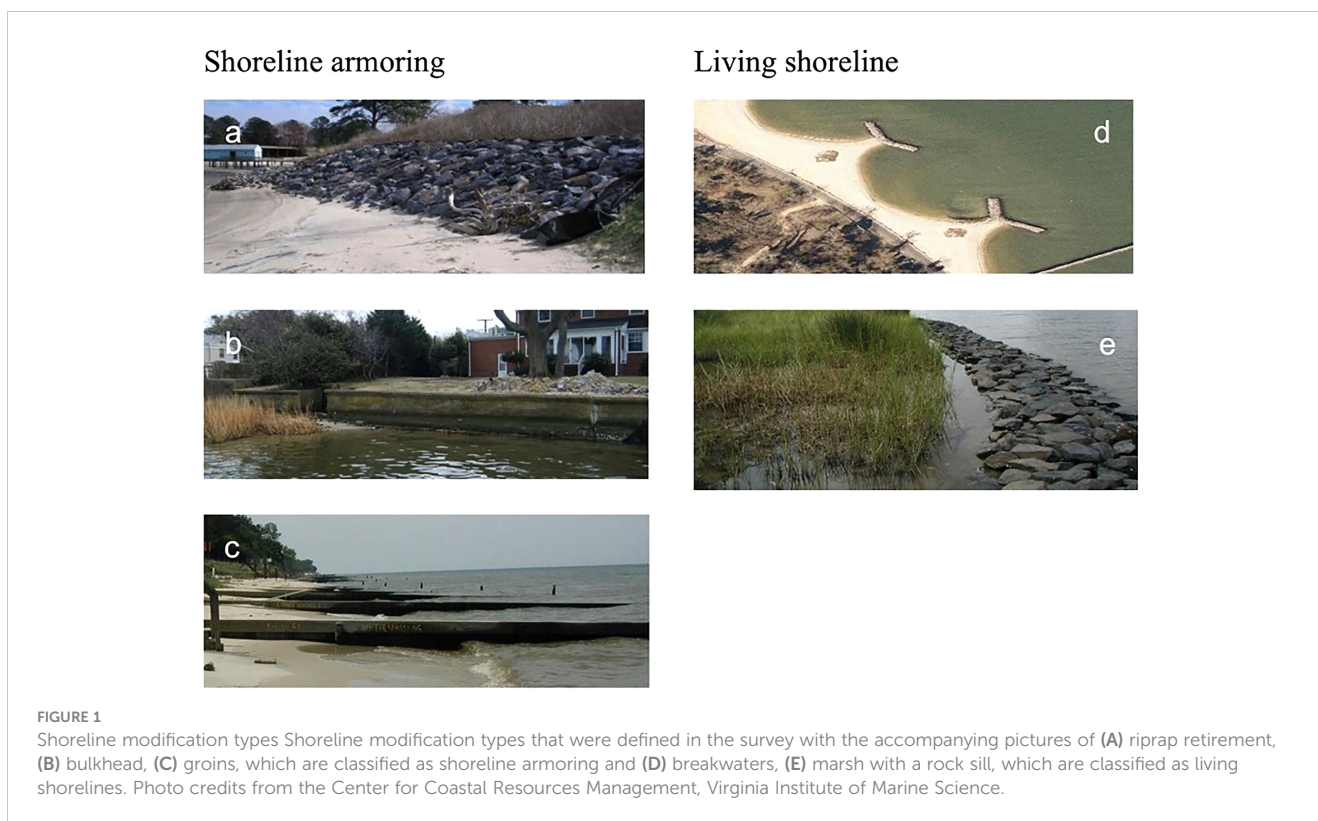 Shoreline armoring
Living shoreline
a
d
b
e
c
FIGURE 1
Shoreline modification types Shoreline modification types that were defined in the survey with the accompanying pictures of (A) riprap retirement,
(B) bulkhead, (C) groins, which are classified as shoreline armoring and (D) breakwaters, (E) marsh with a rock sill, which are classified as living
shorelines. Photo credits from the Center for Coastal Resources Management, Virginia Institute of Marine Science.